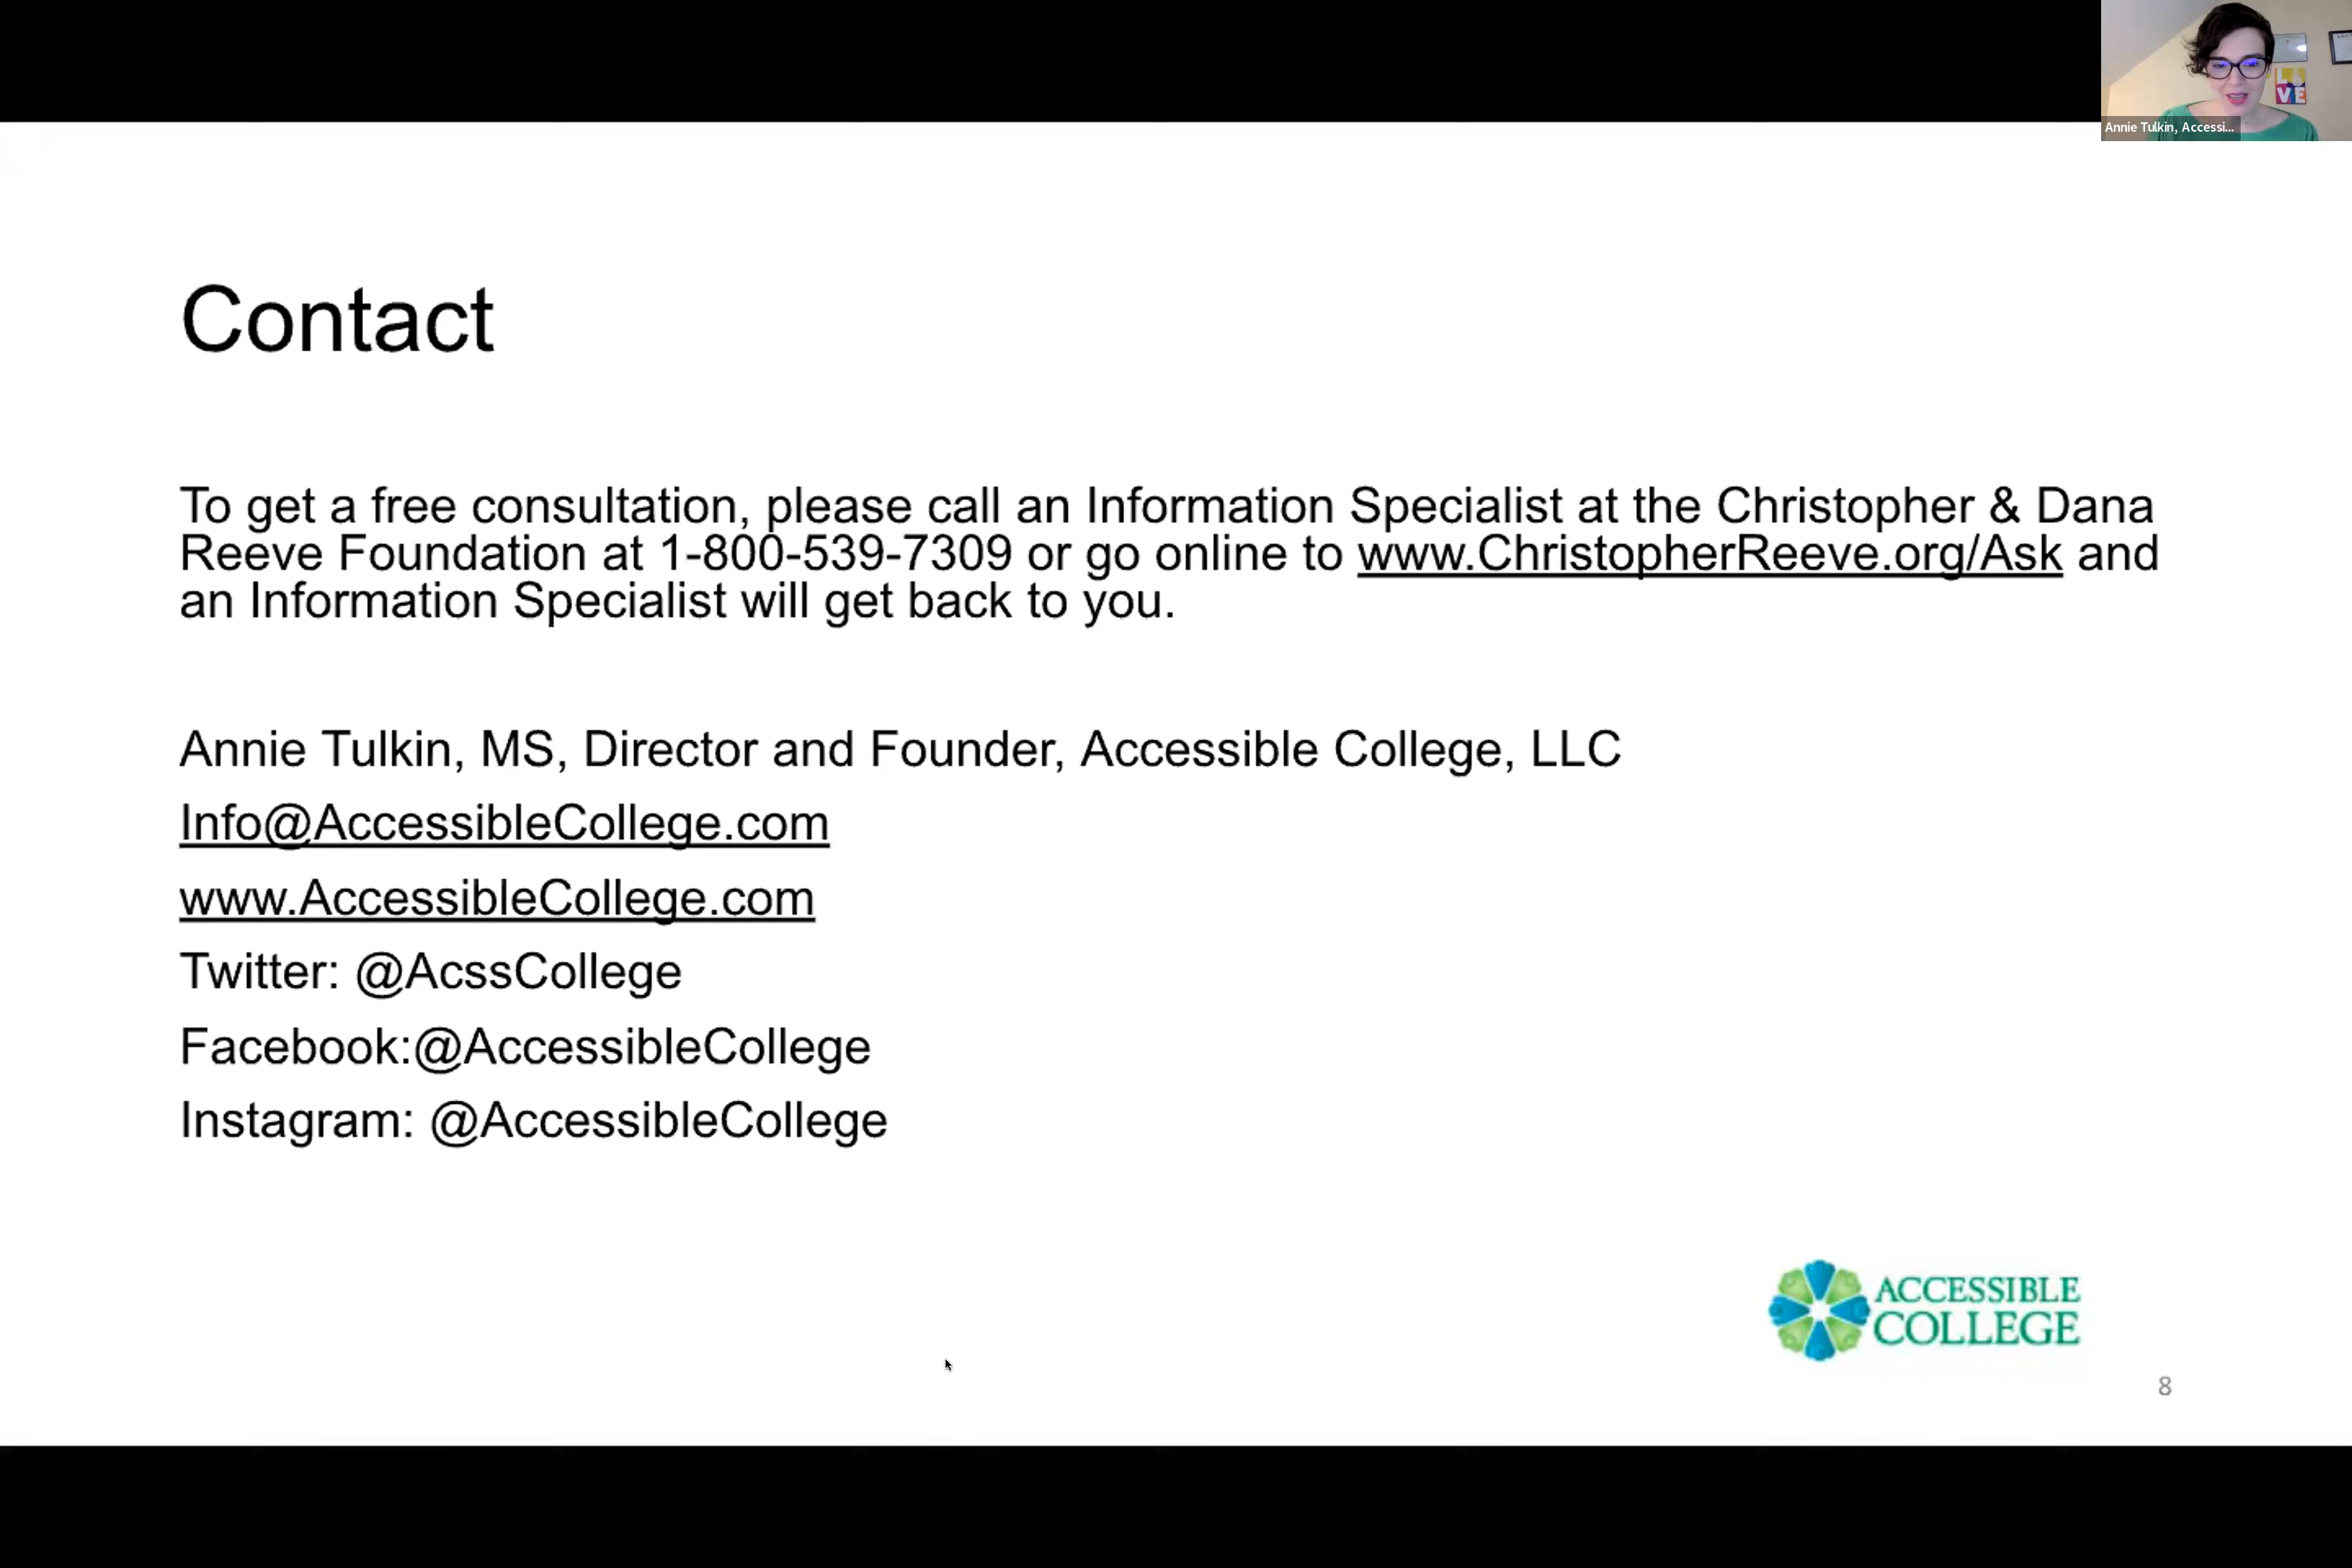 Annie Tulkin, Accessi...
Contact
To get a free consultation, please call an Information Specialist at the Christopher & Dana
Reeve Foundation at 1-800-539-7309 or go online to www.ChristopherReeve.org/Ask and
an Information Specialist will get back to you.
Annie Tulkin, MS, Director and Founder, Accessible College, LLC
Info@AccessibleCollege.com
www.AccessibleCollege.com
Twitter: @AcssCollege
Facebook:@AccessibleCollege
Instagram: @AccessibleCollege
ACCESSIBLE
COLLEGE
8